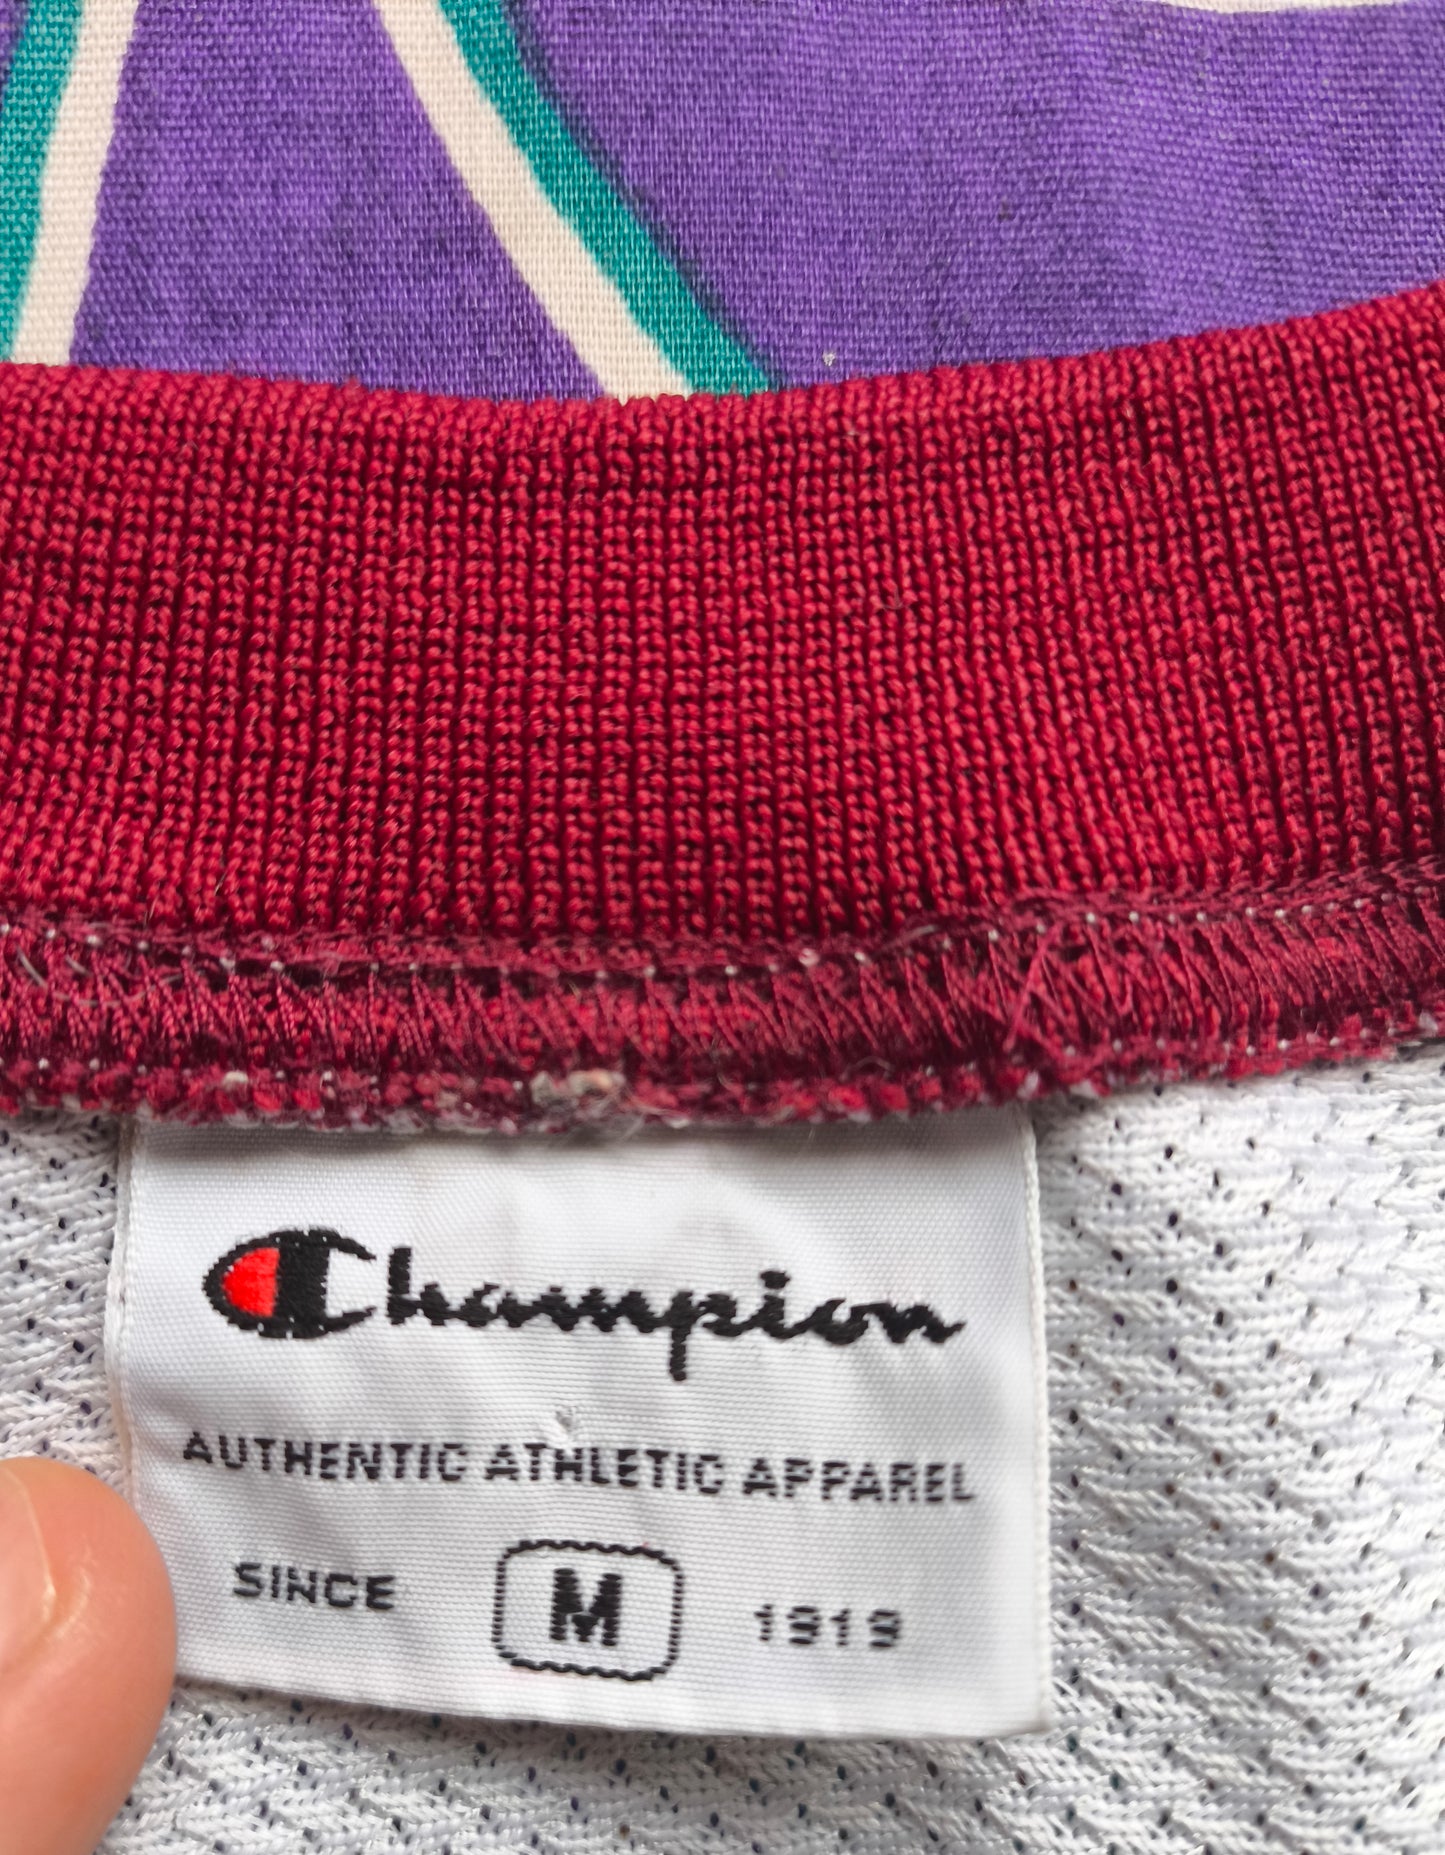 Champion
AUTHENTIC ATHLETIC APPAREL
SINCE M 1919